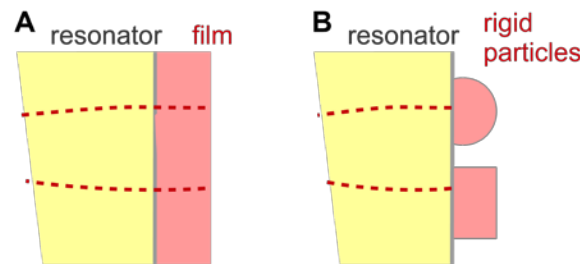 A
resonator film
B
resonator rigid
particles